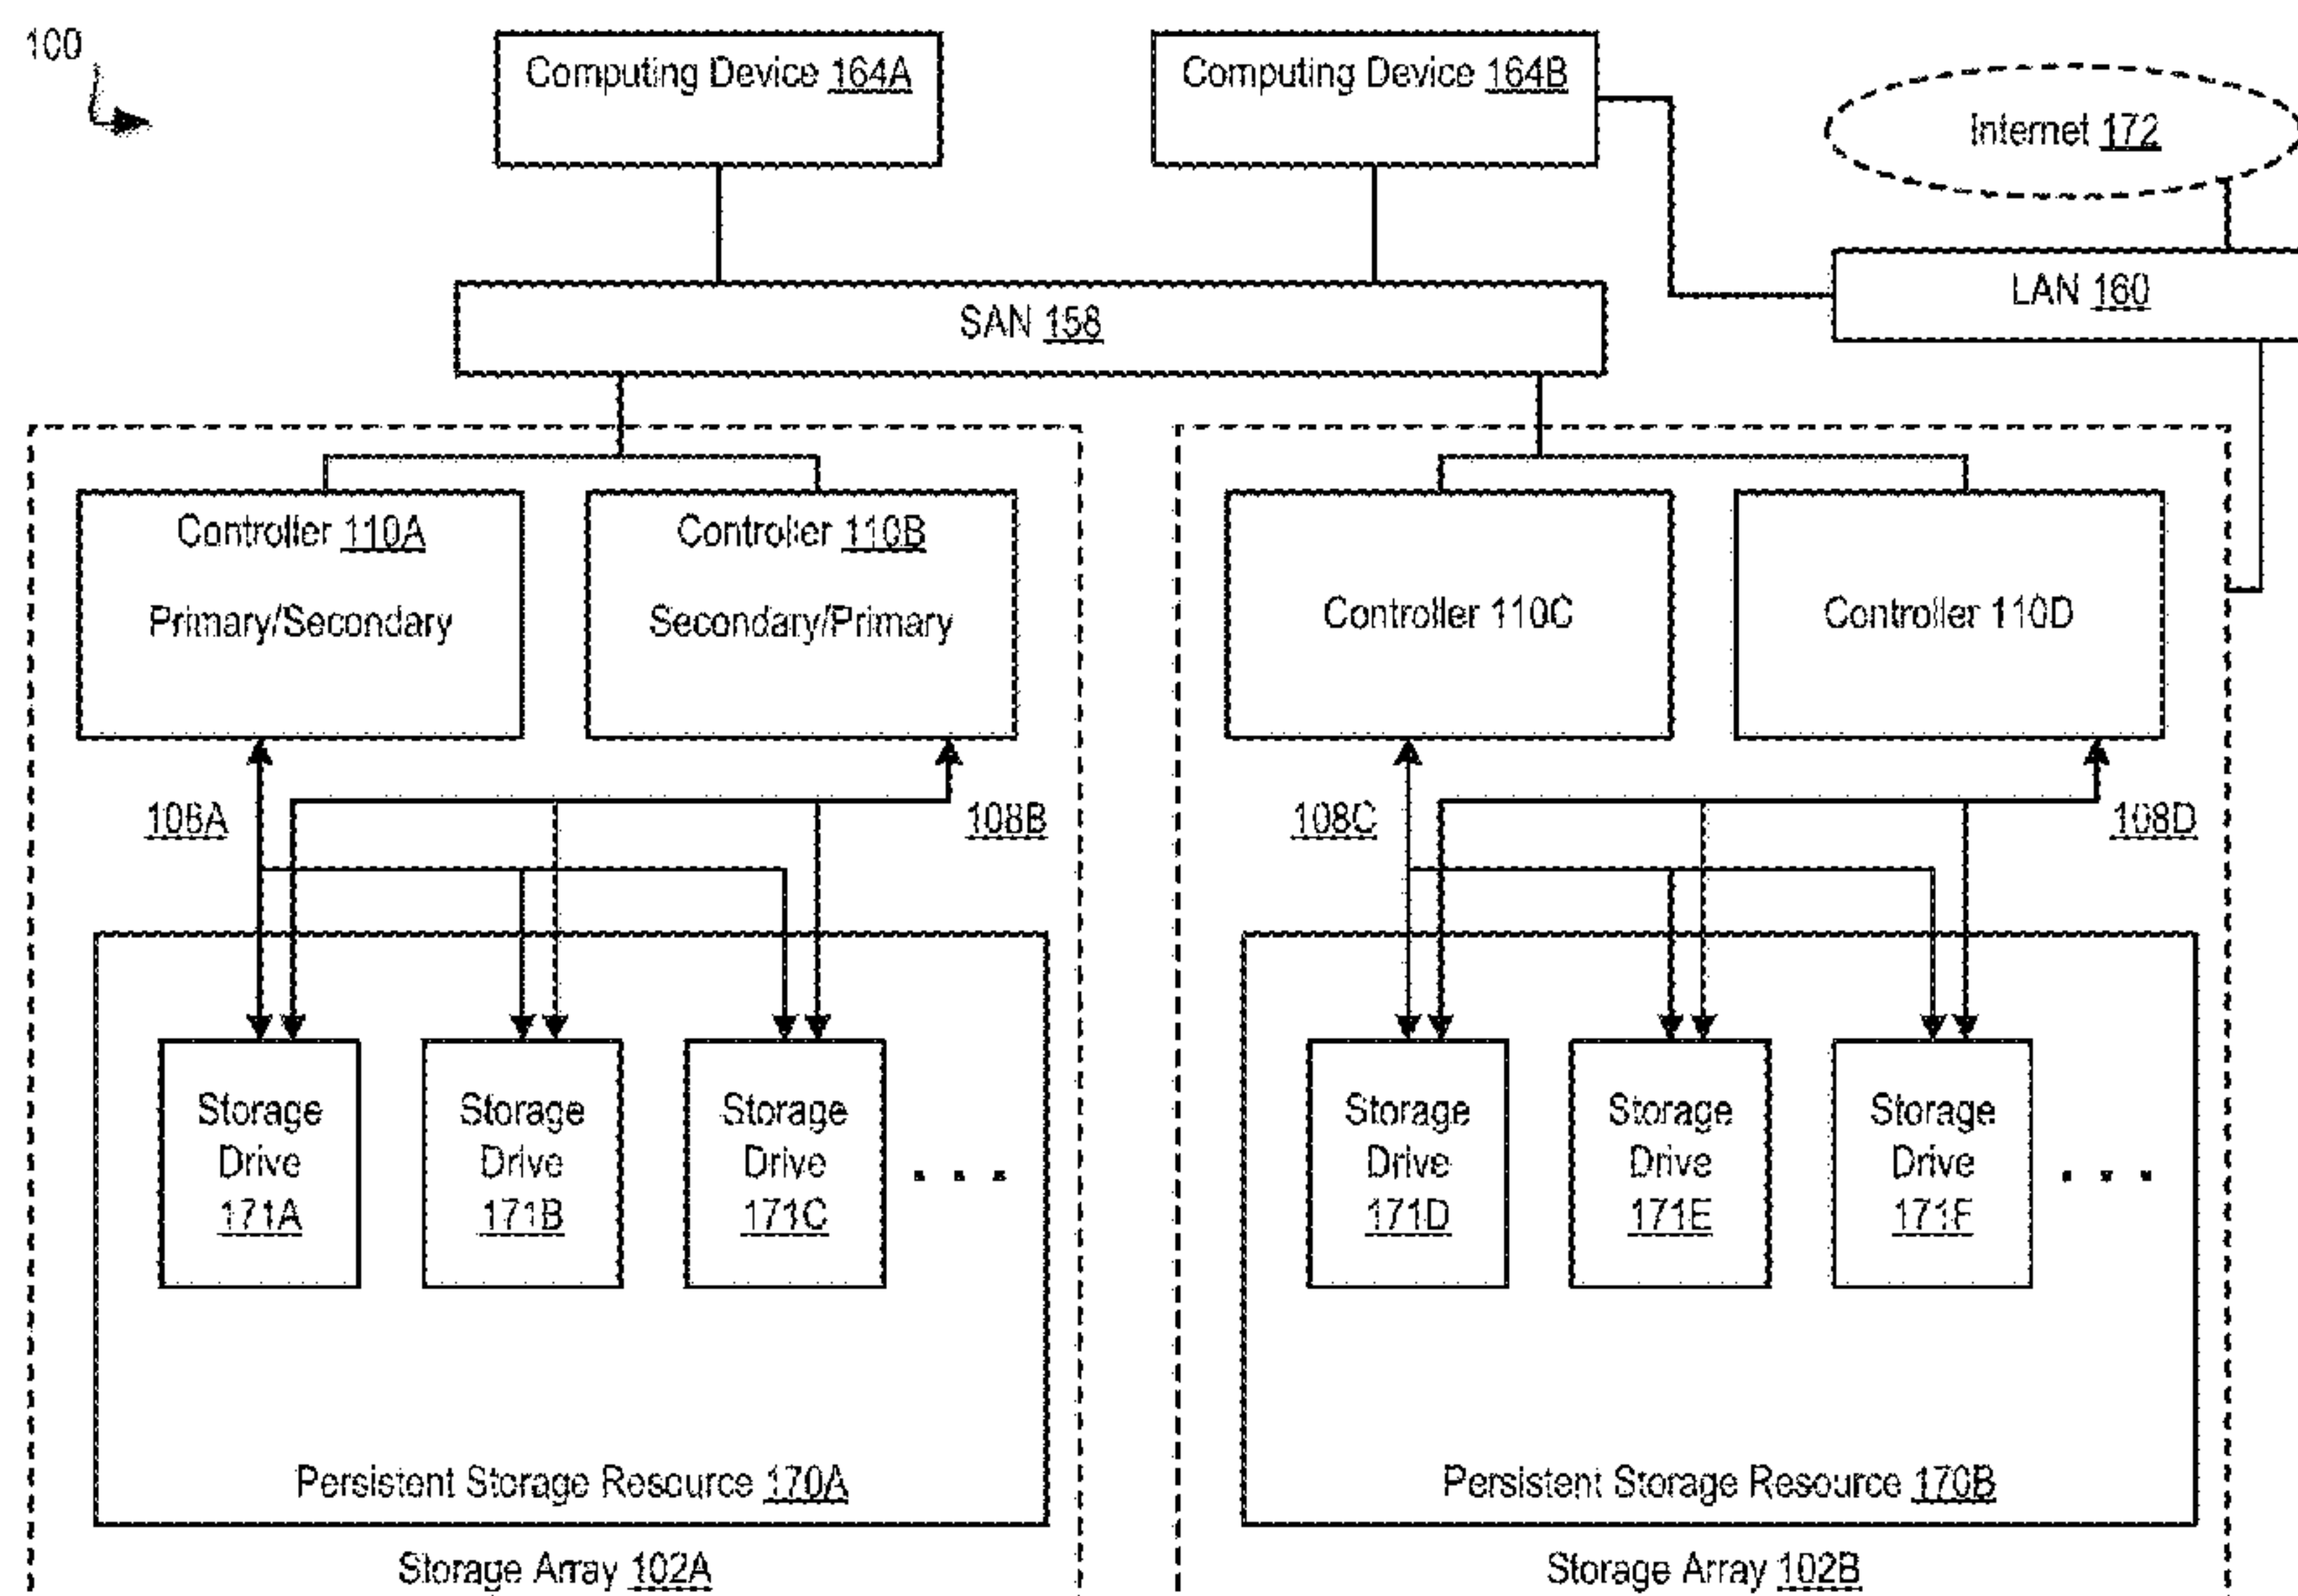 100
Computing Device 164A
Computing Device 164B
Internet 172
LAN 160
SAN 158
Controller 110A
Primary/Secondary
Controller 110B
Secondary/Primary
Controller 110C
Controller 110D
108A
108B
108C
108D
Storage
Drive
171A
Storage
Drive
171B
Storage
Drive
171C
. . .
Storage
Drive
171D
Storage
Drive
171E
Storage
Drive
171F
. . .
Persistent Storage Resource 170A
Persistent Storage Resource 170B
Storage Array 102A
Storage Array 102B